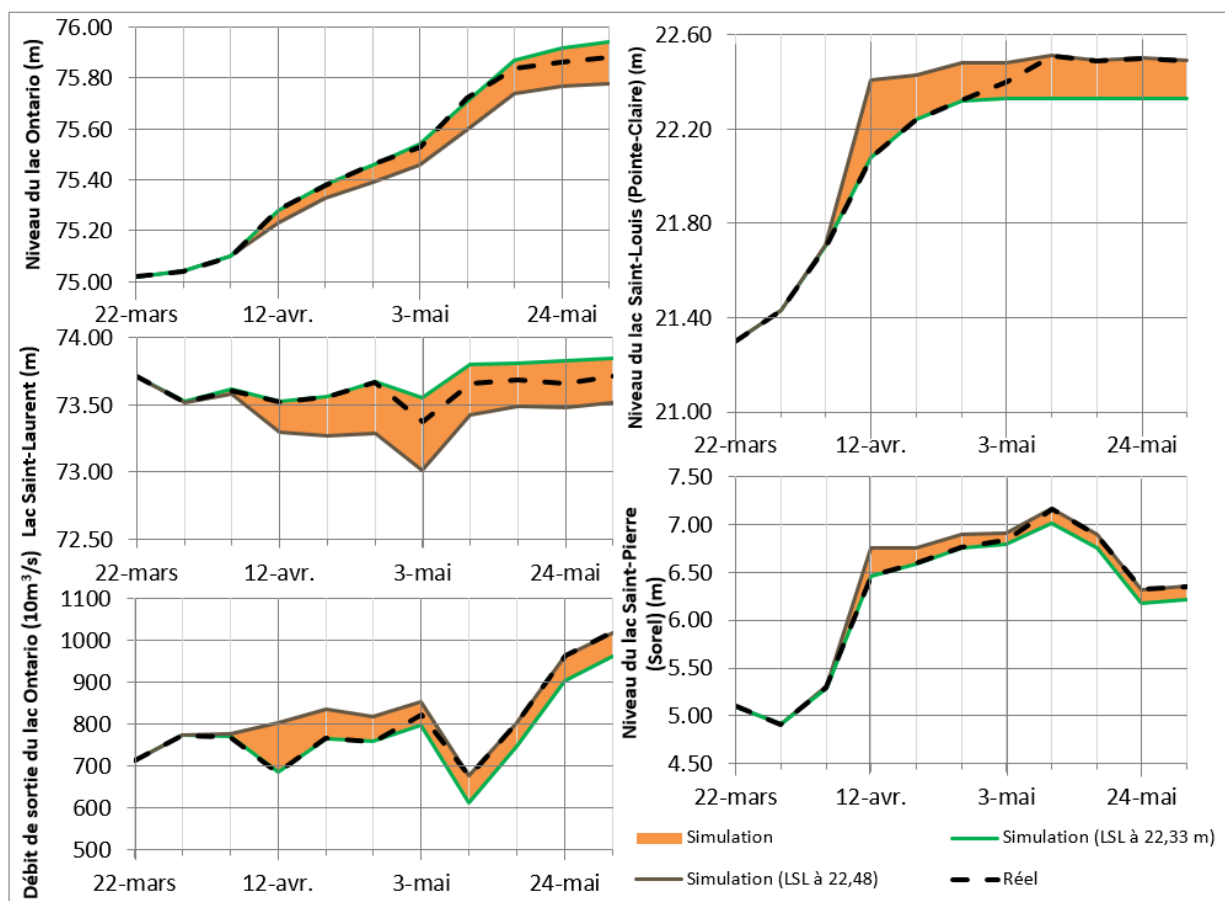 Niveau du lac Ontario (m)
76.00
75.80
75.60
75.40
75.20
75.00
22-mars
12-avr.
3-mai
24-mai
Lac Saint-Laurent (m)
74.00
73.50
73.00
72.50
22-mars
12-avr.
3-mai
24-mai
Débit de sortie du lac Ontario (10m³/s)
1100
1000
900
800
700
600
500
22-mars
12-avr.
3-mai
24-mai
Niveau du lac Saint-Louis (Pointe-Claire) (m)
22.60
22.20
21.80
21.40
21.00
22-mars
12-avr.
3-mai
24-mai
Niveau du lac Saint-Pierre
(Sorel) (m)
7.50
7.00
6.50
6.00
5.50
5.00
4.50
22-mars
12-avr.
3-mai
24-mai
Simulation
Simulation (LSL à 22,33 m)
Simulation (LSL à 22,48)
Réel